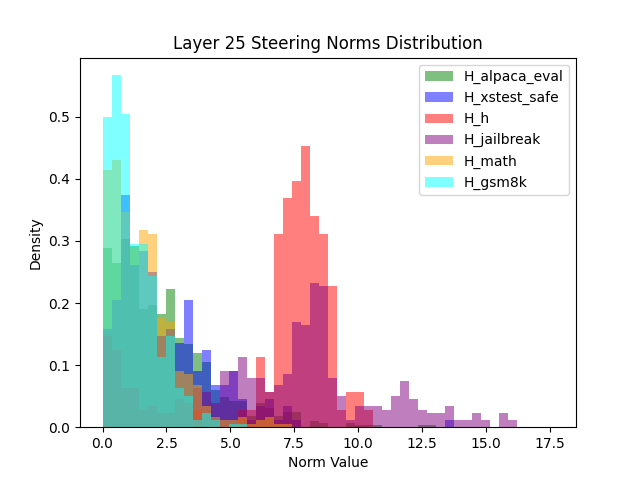 Layer 25 Steering Norms Distribution
H_alpaca_eval
H_xstest_safe
H_h
H_jailbreak
H_math
H_gsm8k
Density
0.5
0.4
0.3
0.2
0.1
0.0
0.0 2.5 5.0 7.5 10.0 12.5 15.0 17.5
Norm Value